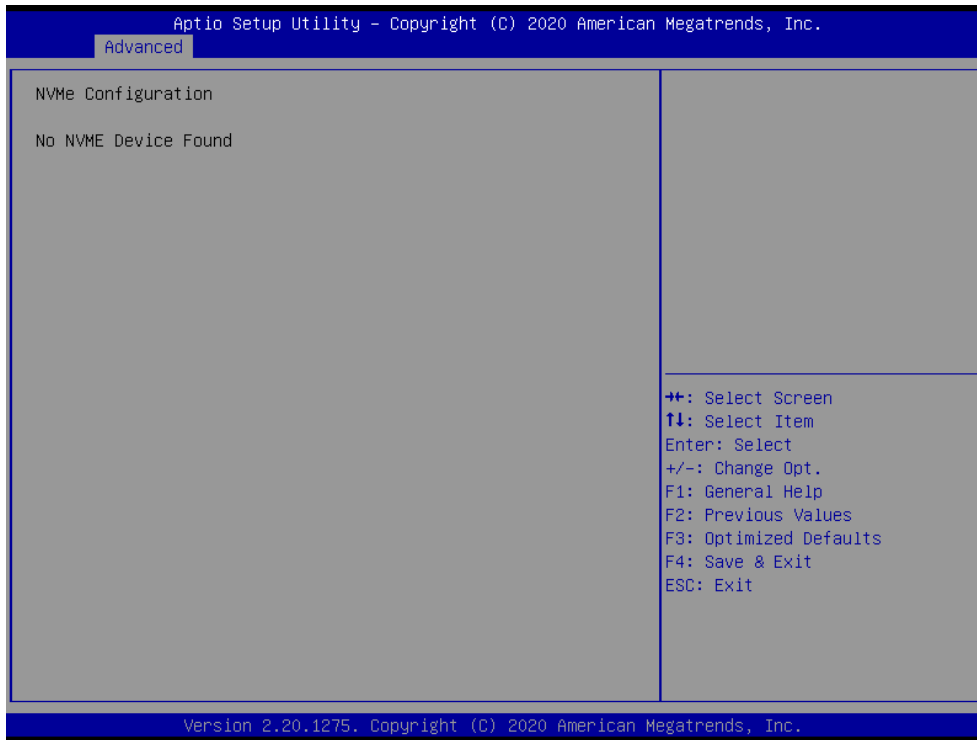 Aptio Setup Utility – Copyright (C) 2020 American Megatrends, Inc.
Advanced
NVMe Configuration
No NVME Device Found
→←: Select Screen
↑↓: Select Item
Enter: Select
+/-: Change Opt.
F1: General Help
F2: Previous Values
F3: Optimized Defaults
F4: Save & Exit
ESC: Exit
Version 2.20.1275. Copyright (C) 2020 American Megatrends, Inc.